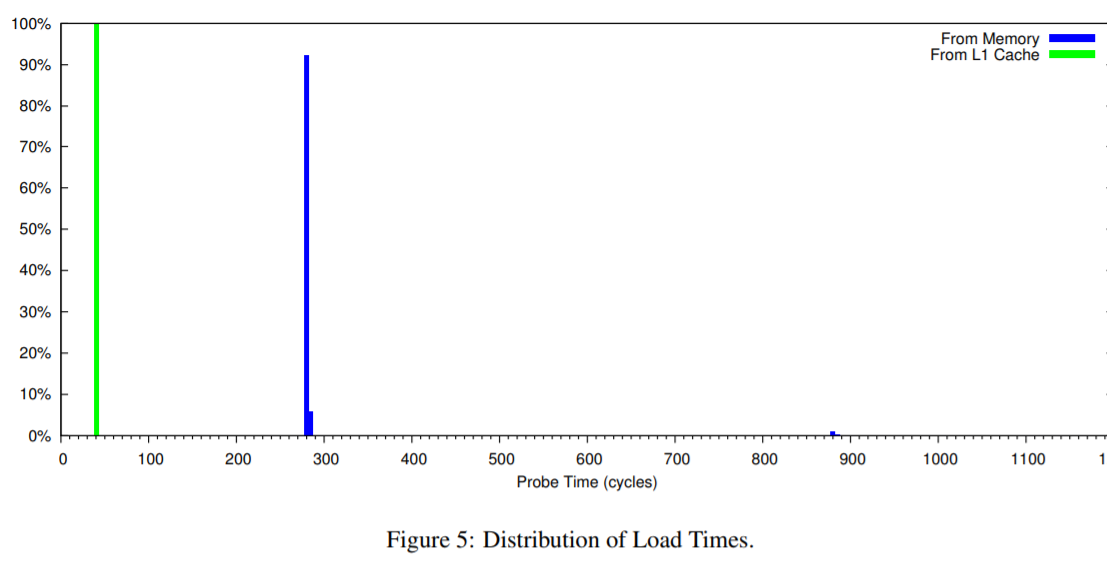 100%
From Memory
From L1 Cache
90%
80%
70%
60%
50%
40%
30%
20%
10%
0%
0 100 200 300 400 500 600 700 800 900 1000 1100 1
Probe Time (cycles)
Figure 5: Distribution of Load Times.